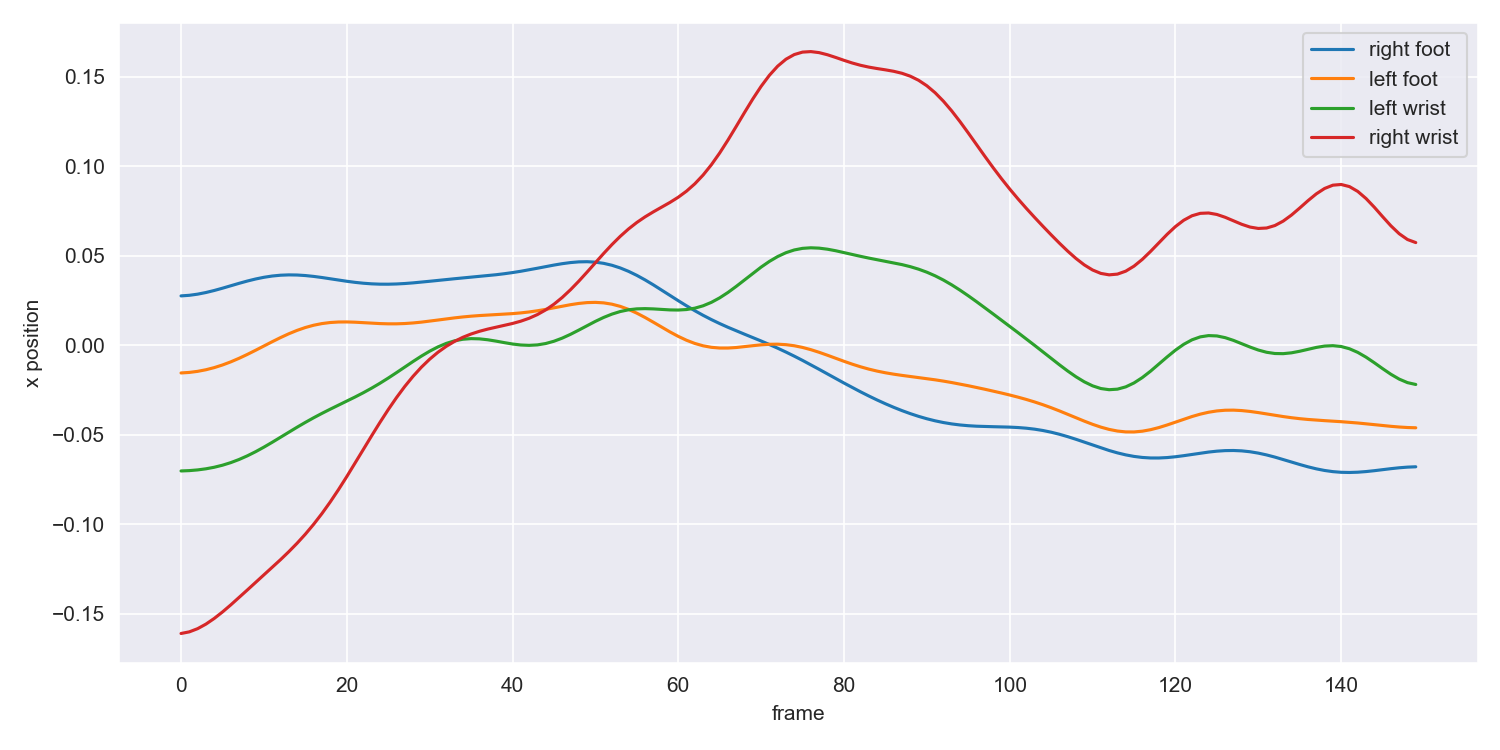 0.15
0.10
0.05
0.00
−0.05
−0.10
−0.15
x position
0 20 40 60 80 100 120 140
frame
right foot
left foot
left wrist
right wrist